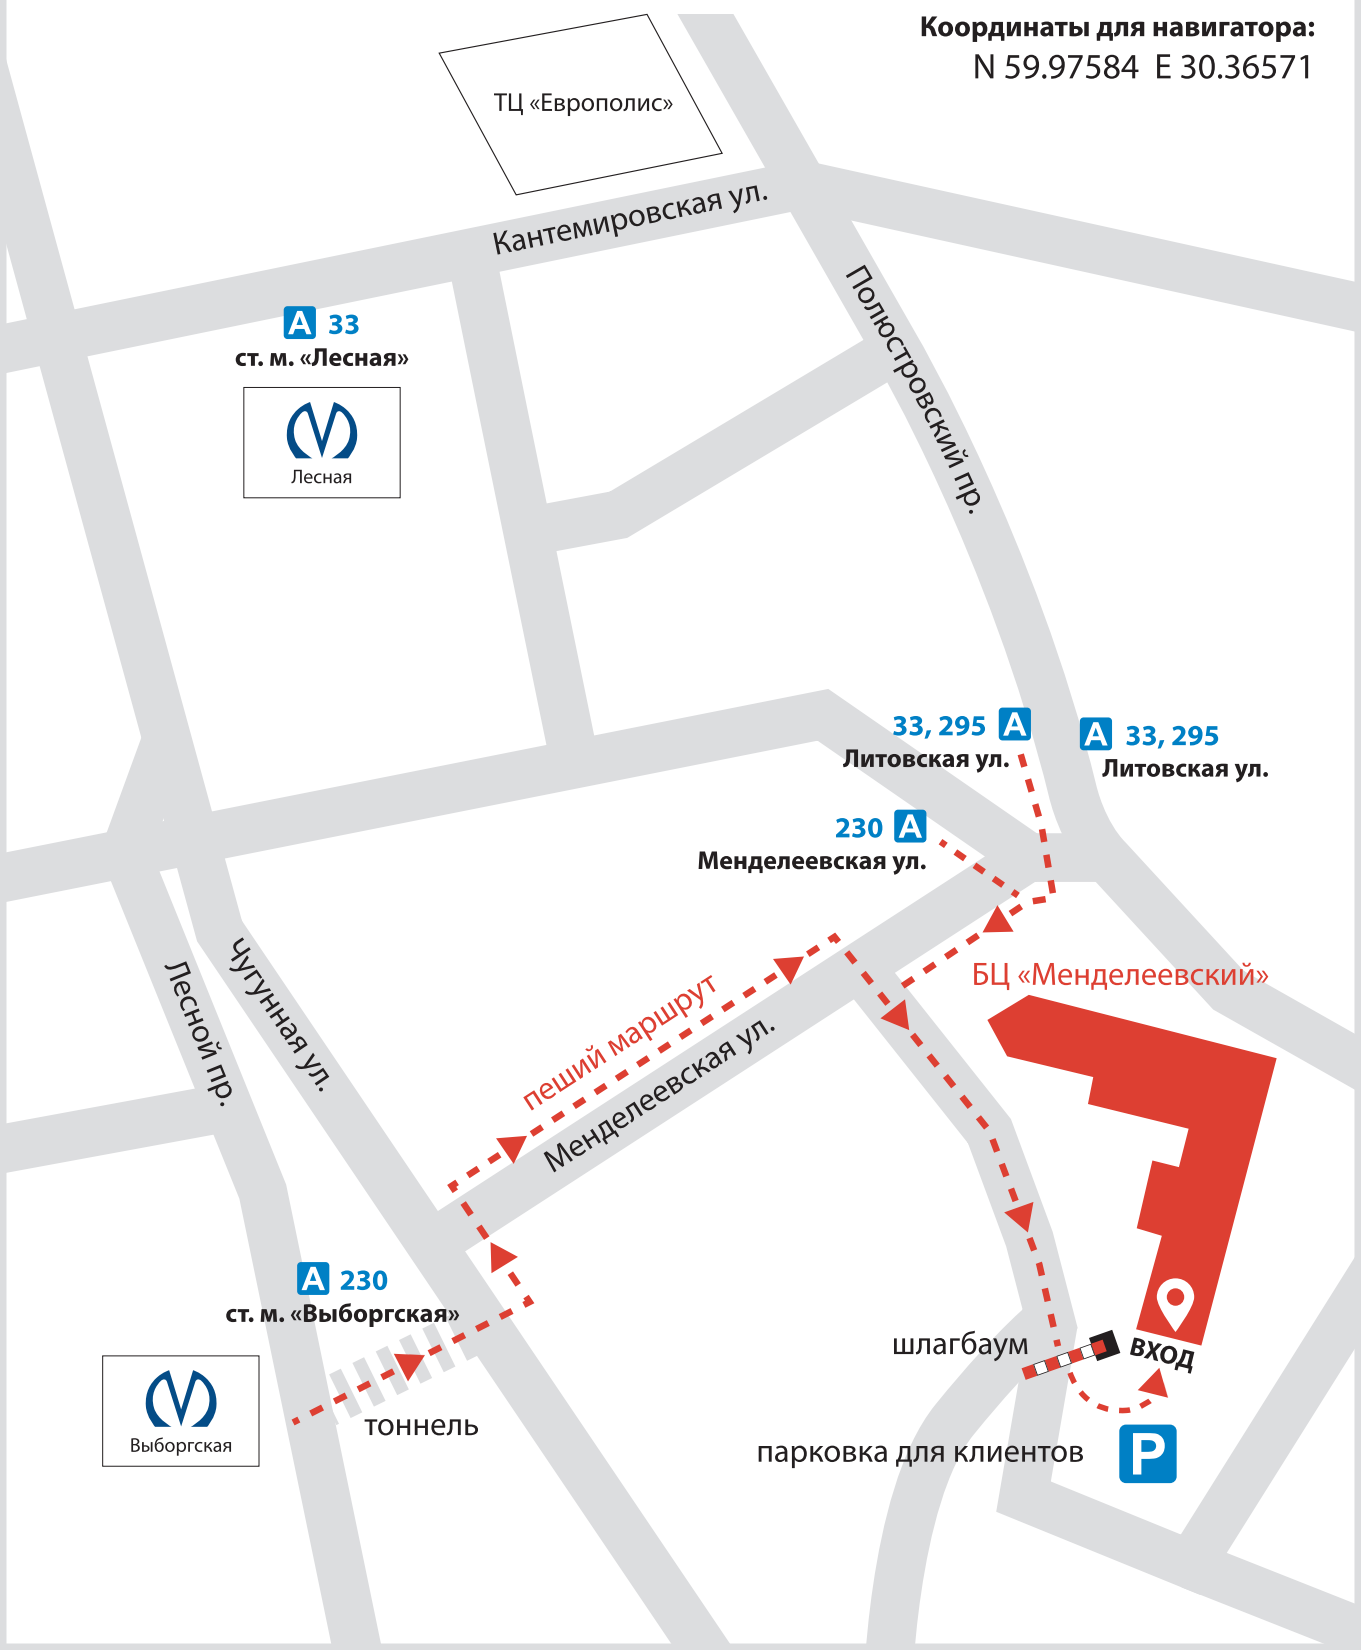 Координаты для навигатора:
N 59.97584 E 30.36571
ТЦ «Европолис»
Кантемировская ул.
Полюстровский пр.
A 33
ст. м. «Лесная»
Лесная
33, 295 A
Литовская ул.
A 33, 295
Литовская ул.
230 A
Менделеевская ул.
Лесной пр.
Чугунная ул.
пеший маршрут
Менделеевская ул.
БЦ «Менделеевский»
A 230
ст. м. «Выборгская»
Выборгская
тоннель
шлагбаум
ВХОД
парковка для клиентов
P